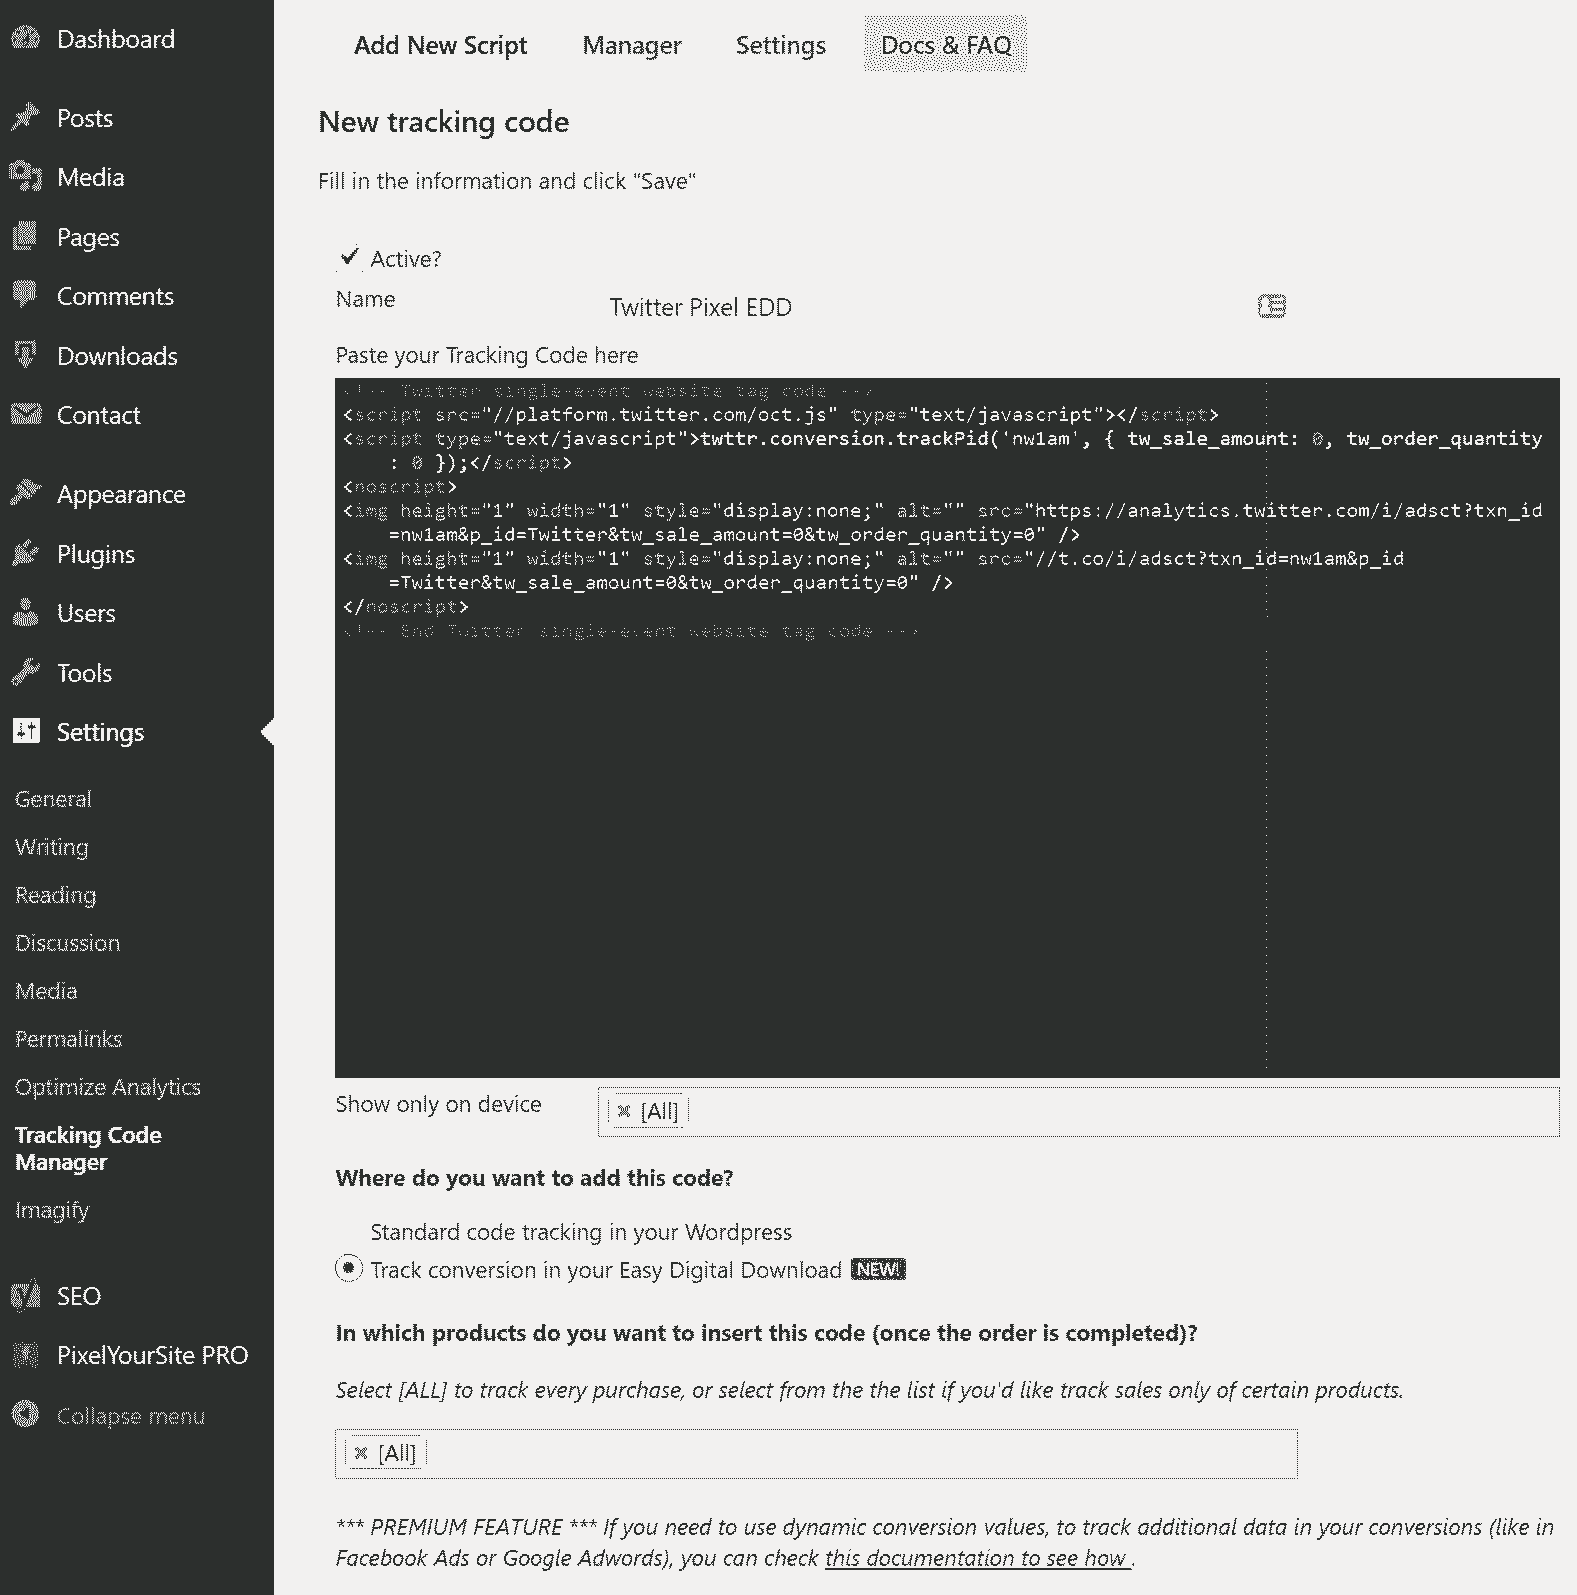 Dashboard
Posts
Media
Pages
Comments
Downloads
Contact
Appearance
Plugins
Users
Tools
Settings
General
Writing
Reading
Discussion
Media
Permalinks
Optimize Analytics
Tracking Code
Manager
Imagify
SEO
PixelYourSite PRO
Collapse menu
Add New Script Manager Settings Docs & FAQ
New tracking code
Fill in the information and click "Save"
Active?
Name Twitter Pixel EDD
Paste your Tracking Code here
<!-- Twitter single-event website tag code -->
<script src="//platform.twitter.com/oct.js" type="text/javascript"></script>
<script type="text/javascript">twttr.conversion.trackPid('nw1am', { tw_sale_amount: 0, tw_order_quantity
: 0 });</script>
<noscript>
<img height="1" width="1" style="display:none;" alt="" src="https://analytics.twitter.com/i/adsct?txn_id
=nw1am&p_id=Twitter&tw_sale_amount=0&tw_order_quantity=0" />
<img height="1" width="1" style="display:none;" alt="" src="//t.co/i/adsct?txn_id=nw1am&p_id
=Twitter&tw_sale_amount=0&tw_order_quantity=0" />
</noscript>
<!-- End Twitter single-event website tag code -->
Show only on device × [All]
Where do you want to add this code?
Standard code tracking in your Wordpress
Track conversion in your Easy Digital Download NEW!
In which products do you want to insert this code (once the order is completed)?
Select [ALL] to track every purchase, or select from the the list if you'd like track sales only of certain products.
× [All]
*** PREMIUM FEATURE *** If you need to use dynamic conversion values, to track additional data in your conversions (like in
Facebook Ads or Google Adwords), you can check this documentation to see how .